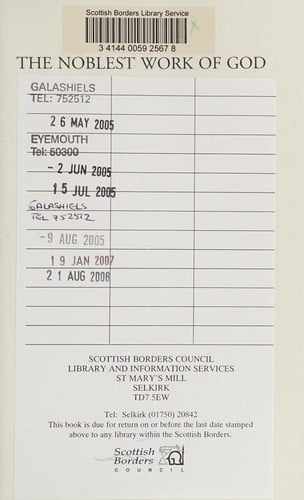 Scottish Borders Library Service
3 4144 0059 2567 8
THE NOBLEST WORK OF GOD
GALASHIELS
TEL: 752512
26 MAY 2005
EYEMOUTH
Tel: 50300
- 2 JUN 2005
15 JUL 2005
GALASHIELS
TEL 752512
-9 AUG 2005
19 JAN 2007
21 AUG 2008
SCOTTISH BORDERS COUNCIL
LIBRARY AND INFORMATION SERVICES
ST MARY'S MILL
SELKIRK
TD7 5EW
Tel: Selkirk (01750) 20842
This book is due for return on or before the last date stamped
above to any library within the Scottish Borders.
Scottish
Borders
COUNCIL